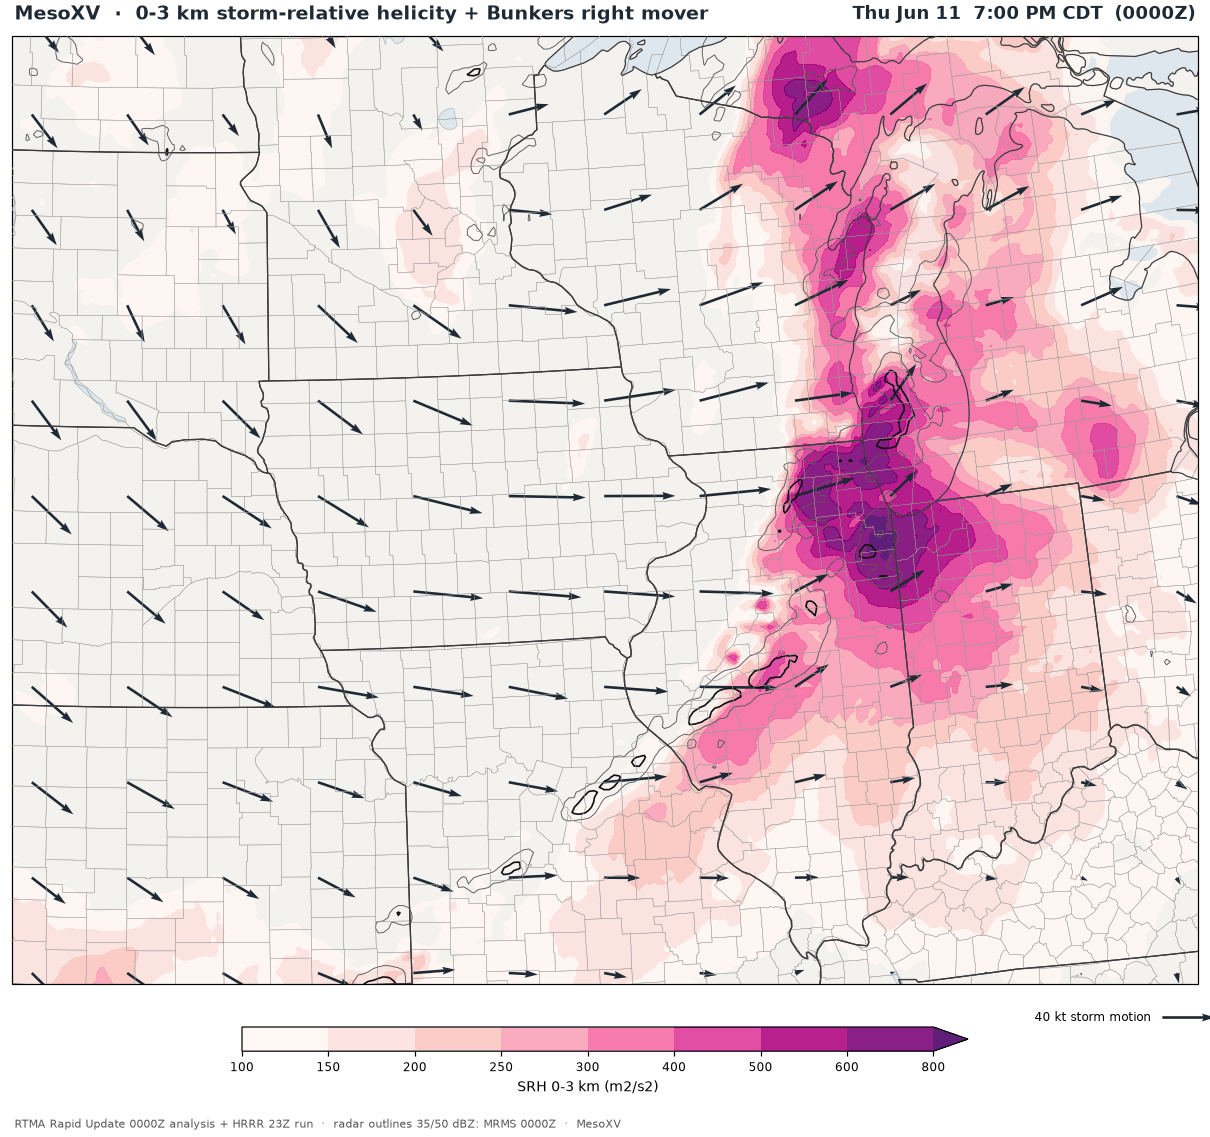 MesoXV · 0-3 km storm-relative helicity + Bunkers right mover
Thu Jun 11 7:00 PM CDT (0000Z)
40 kt storm motion
100 150 200 250 300 400 500 600 800
SRH 0-3 km (m2/s2)
RTMA Rapid Update 0000Z analysis + HRRR 23Z run · radar outlines 35/50 dBZ: MRMS 0000Z · MesoXV